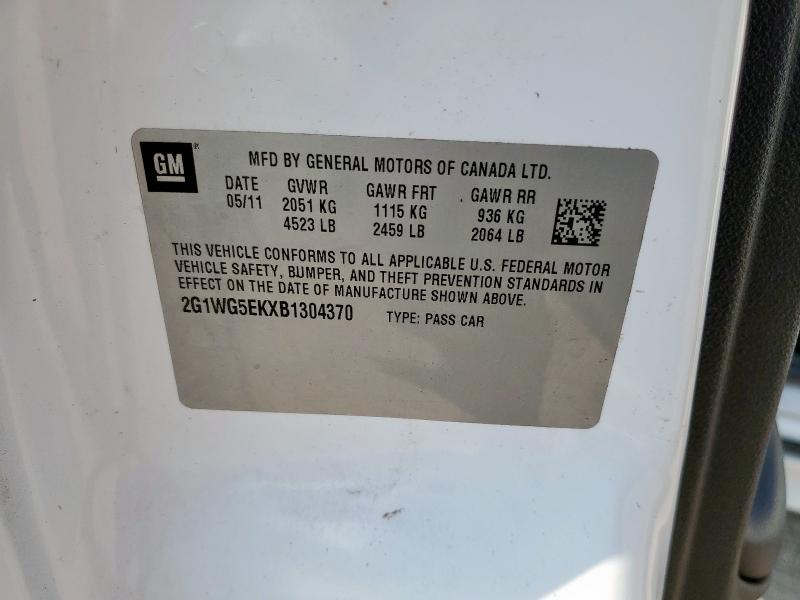 GM®
MFD BY GENERAL MOTORS OF CANADA LTD.
DATE GVWR GAWR FRT GAWR RR
05/11 2051 KG 1115 KG 936 KG
4523 LB 2459 LB 2064 LB
THIS VEHICLE CONFORMS TO ALL APPLICABLE U.S. FEDERAL MOTOR
VEHICLE SAFETY, BUMPER, AND THEFT PREVENTION STANDARDS IN
EFFECT ON THE DATE OF MANUFACTURE SHOWN ABOVE.
2G1WG5EKXB1304370 TYPE: PASS CAR